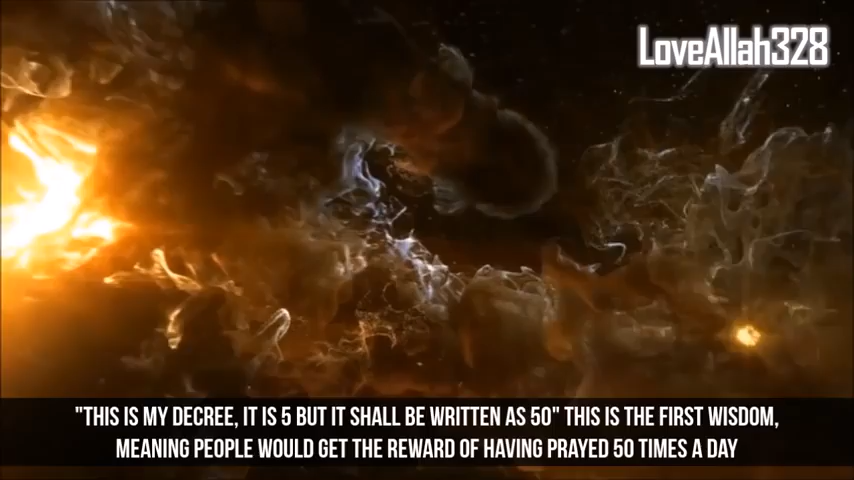 LoveAllah328
"THIS IS MY DECREE, IT IS 5 BUT IT SHALL BE WRITTEN AS 50" THIS IS THE FIRST WISDOM,
MEANING PEOPLE WOULD GET THE REWARD OF HAVING PRAYED 50 TIMES A DAY